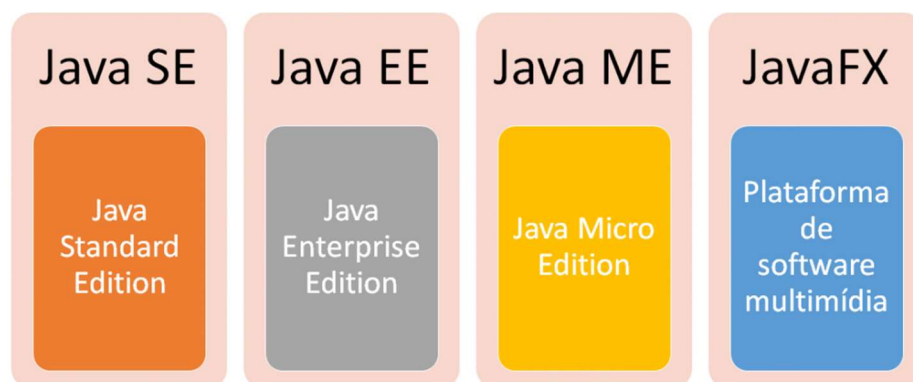 Java SE
Java
Standard
Edition
Java EE
Java
Enterprise
Edition
Java ME
Java Micro
Edition
JavaFX
Plataforma
de
software
multimídia